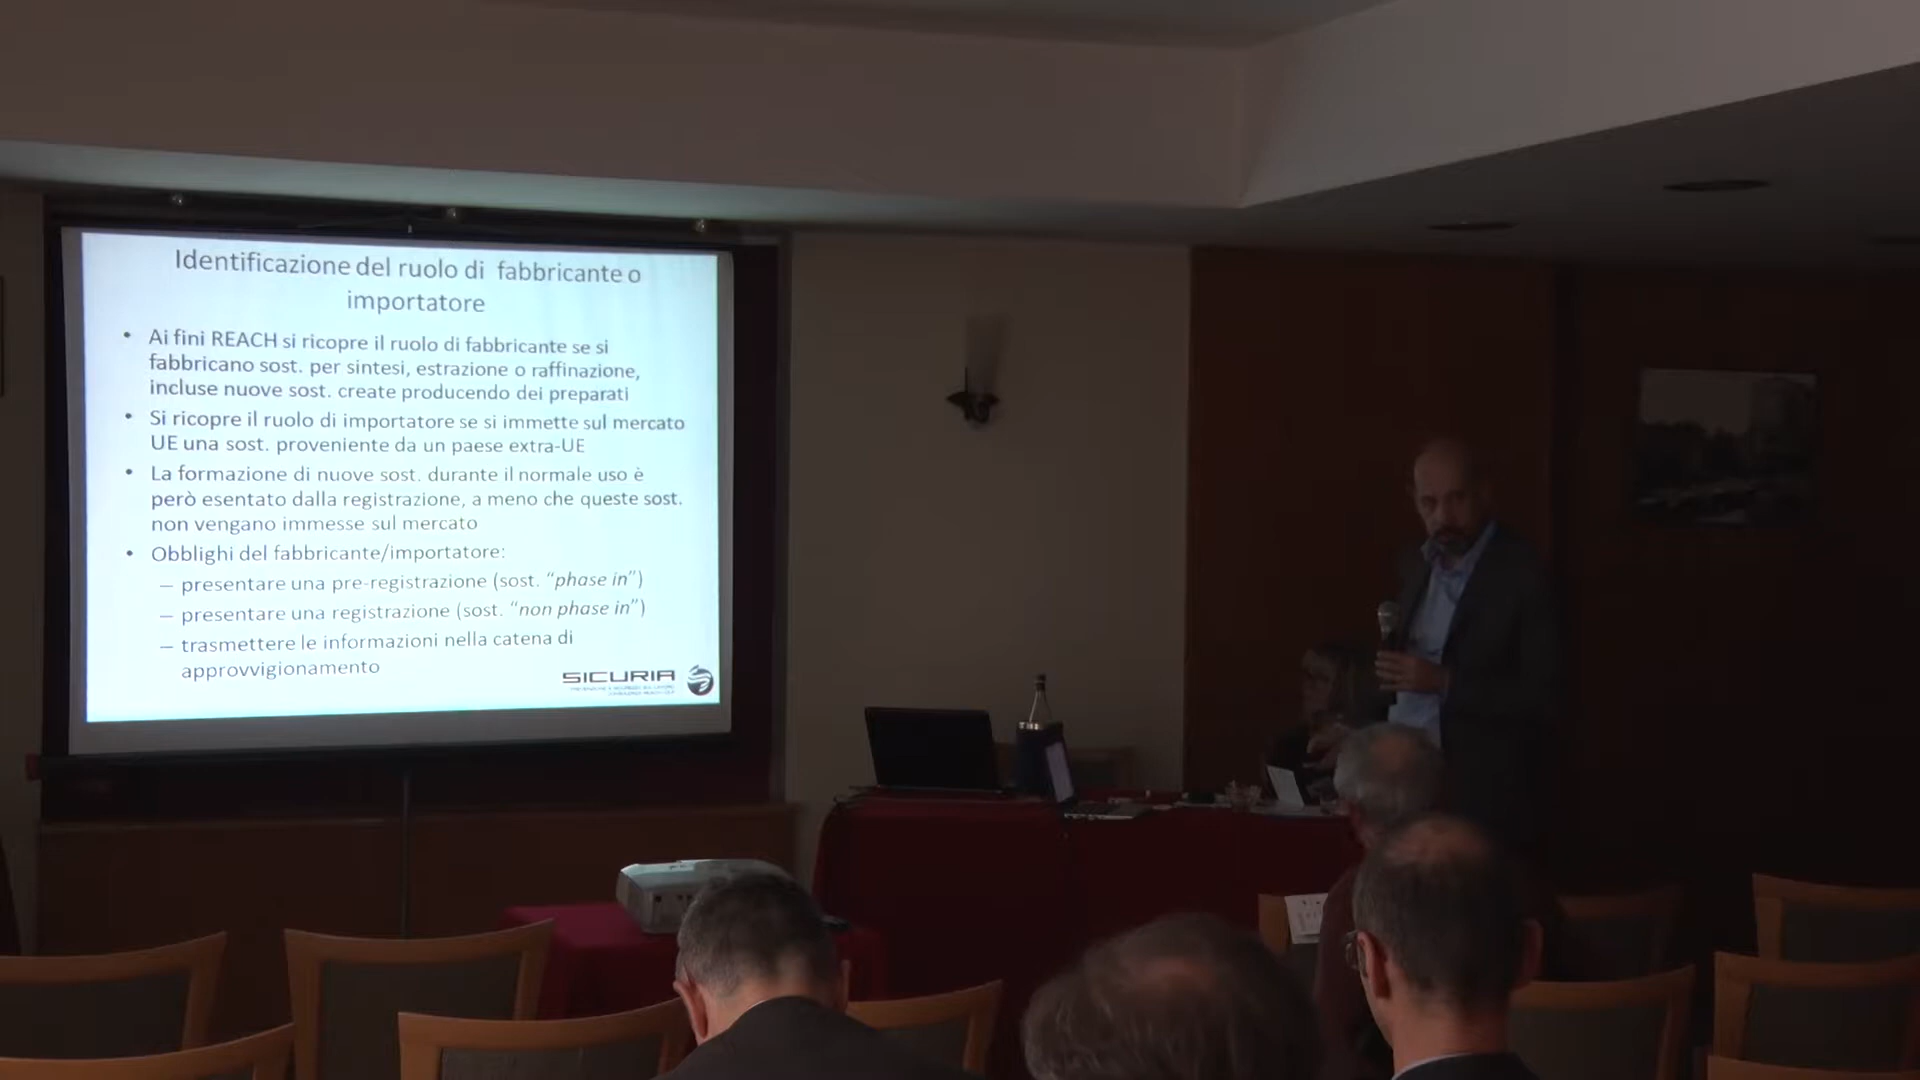 Identificazione del ruolo di fabbricante o
importatore
• Ai fini REACH si ricopre il ruolo di fabbricante se si
fabbricano sost. per sintesi, estrazione o raffinazione,
incluse nuove sost. create producendo dei preparati
• Si ricopre il ruolo di importatore se si immette sul mercato
UE una sost. proveniente da un paese extra-UE
• La formazione di nuove sost. durante il normale uso è
però esentato dalla registrazione, a meno che queste sost.
non vengano immesse sul mercato
• Obblighi del fabbricante/importatore:
– presentare una pre-registrazione (sost. “phase in”)
– presentare una registrazione (sost. “non phase in”)
– trasmettere le informazioni nella catena di
approvvigionamento
SICURIA